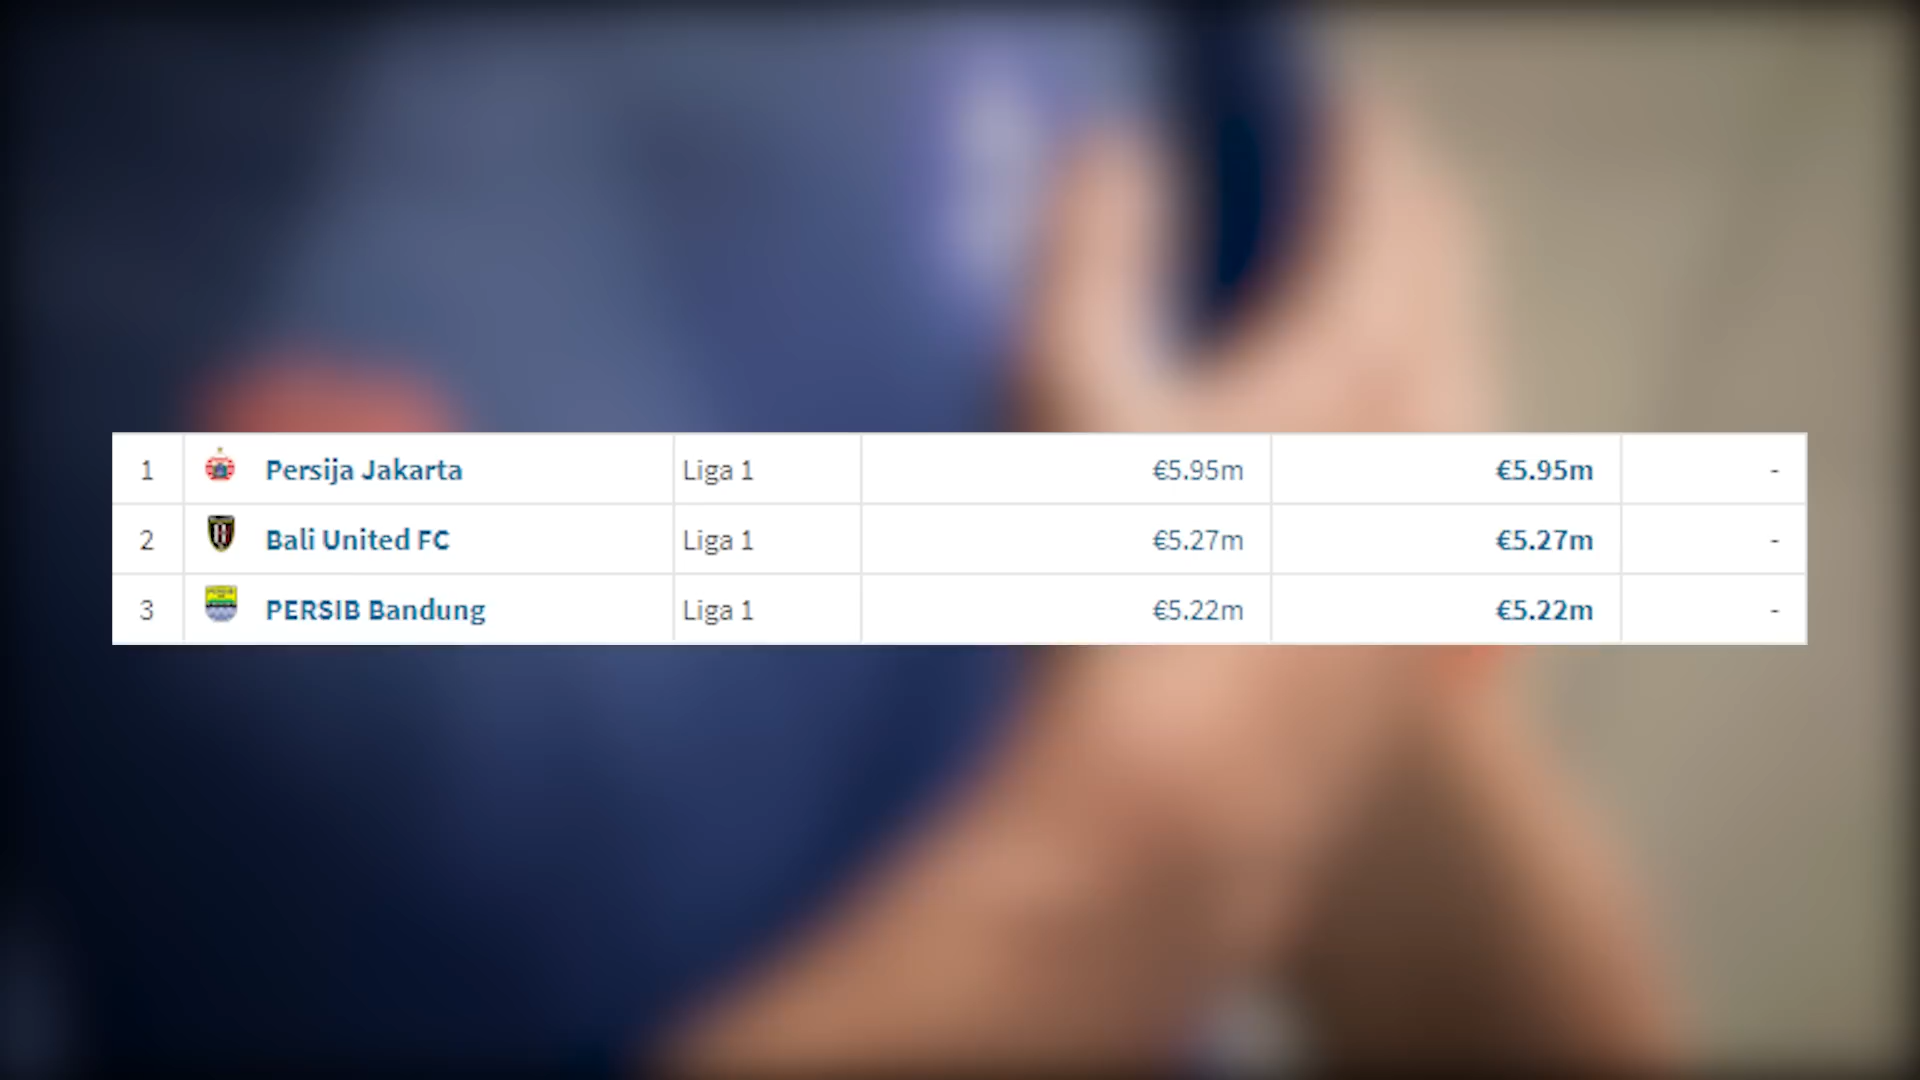 1 Persija Jakarta Liga 1 €5.95m €5.95m -
2 Bali United FC Liga 1 €5.27m €5.27m -
3 PERSIB Bandung Liga 1 €5.22m €5.22m -